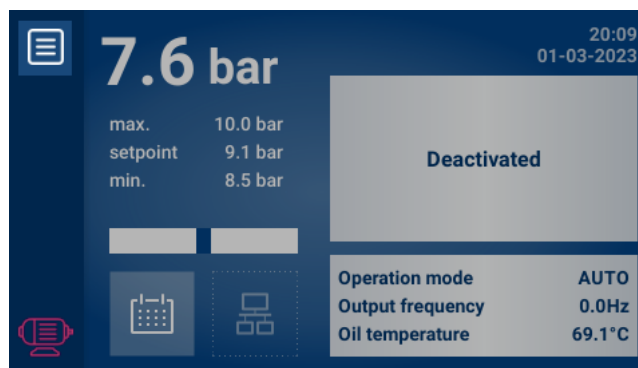 7.6 bar
20:09
01-03-2023
max. 10.0 bar
setpoint 9.1 bar
min. 8.5 bar
Deactivated
Operation mode AUTO
Output frequency 0.0Hz
Oil temperature 69.1°C